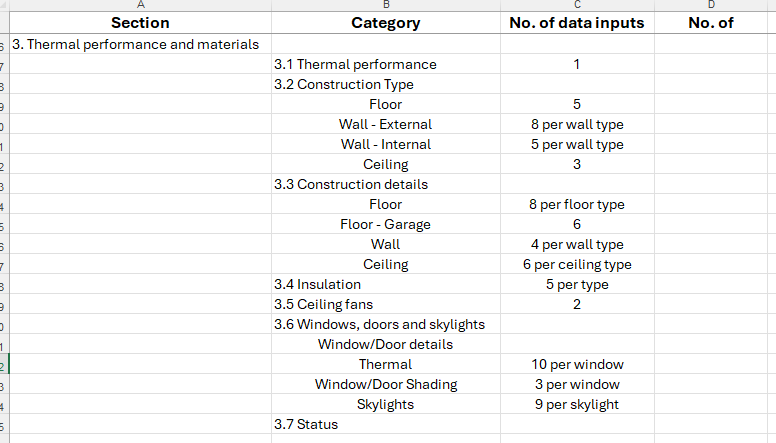 A B C D
Section Category No. of data inputs No. of
3. Thermal performance and materials
3.1 Thermal performance 1
3.2 Construction Type
Floor 5
Wall - External 8 per wall type
Wall - Internal 5 per wall type
Ceiling 3
3.3 Construction details
Floor 8 per floor type
Floor - Garage 6
Wall 4 per wall type
Ceiling 6 per ceiling type
3.4 Insulation 5 per type
3.5 Ceiling fans 2
3.6 Windows, doors and skylights
Window/Door details
Thermal 10 per window
Window/Door Shading 3 per window
Skylights 9 per skylight
3.7 Status